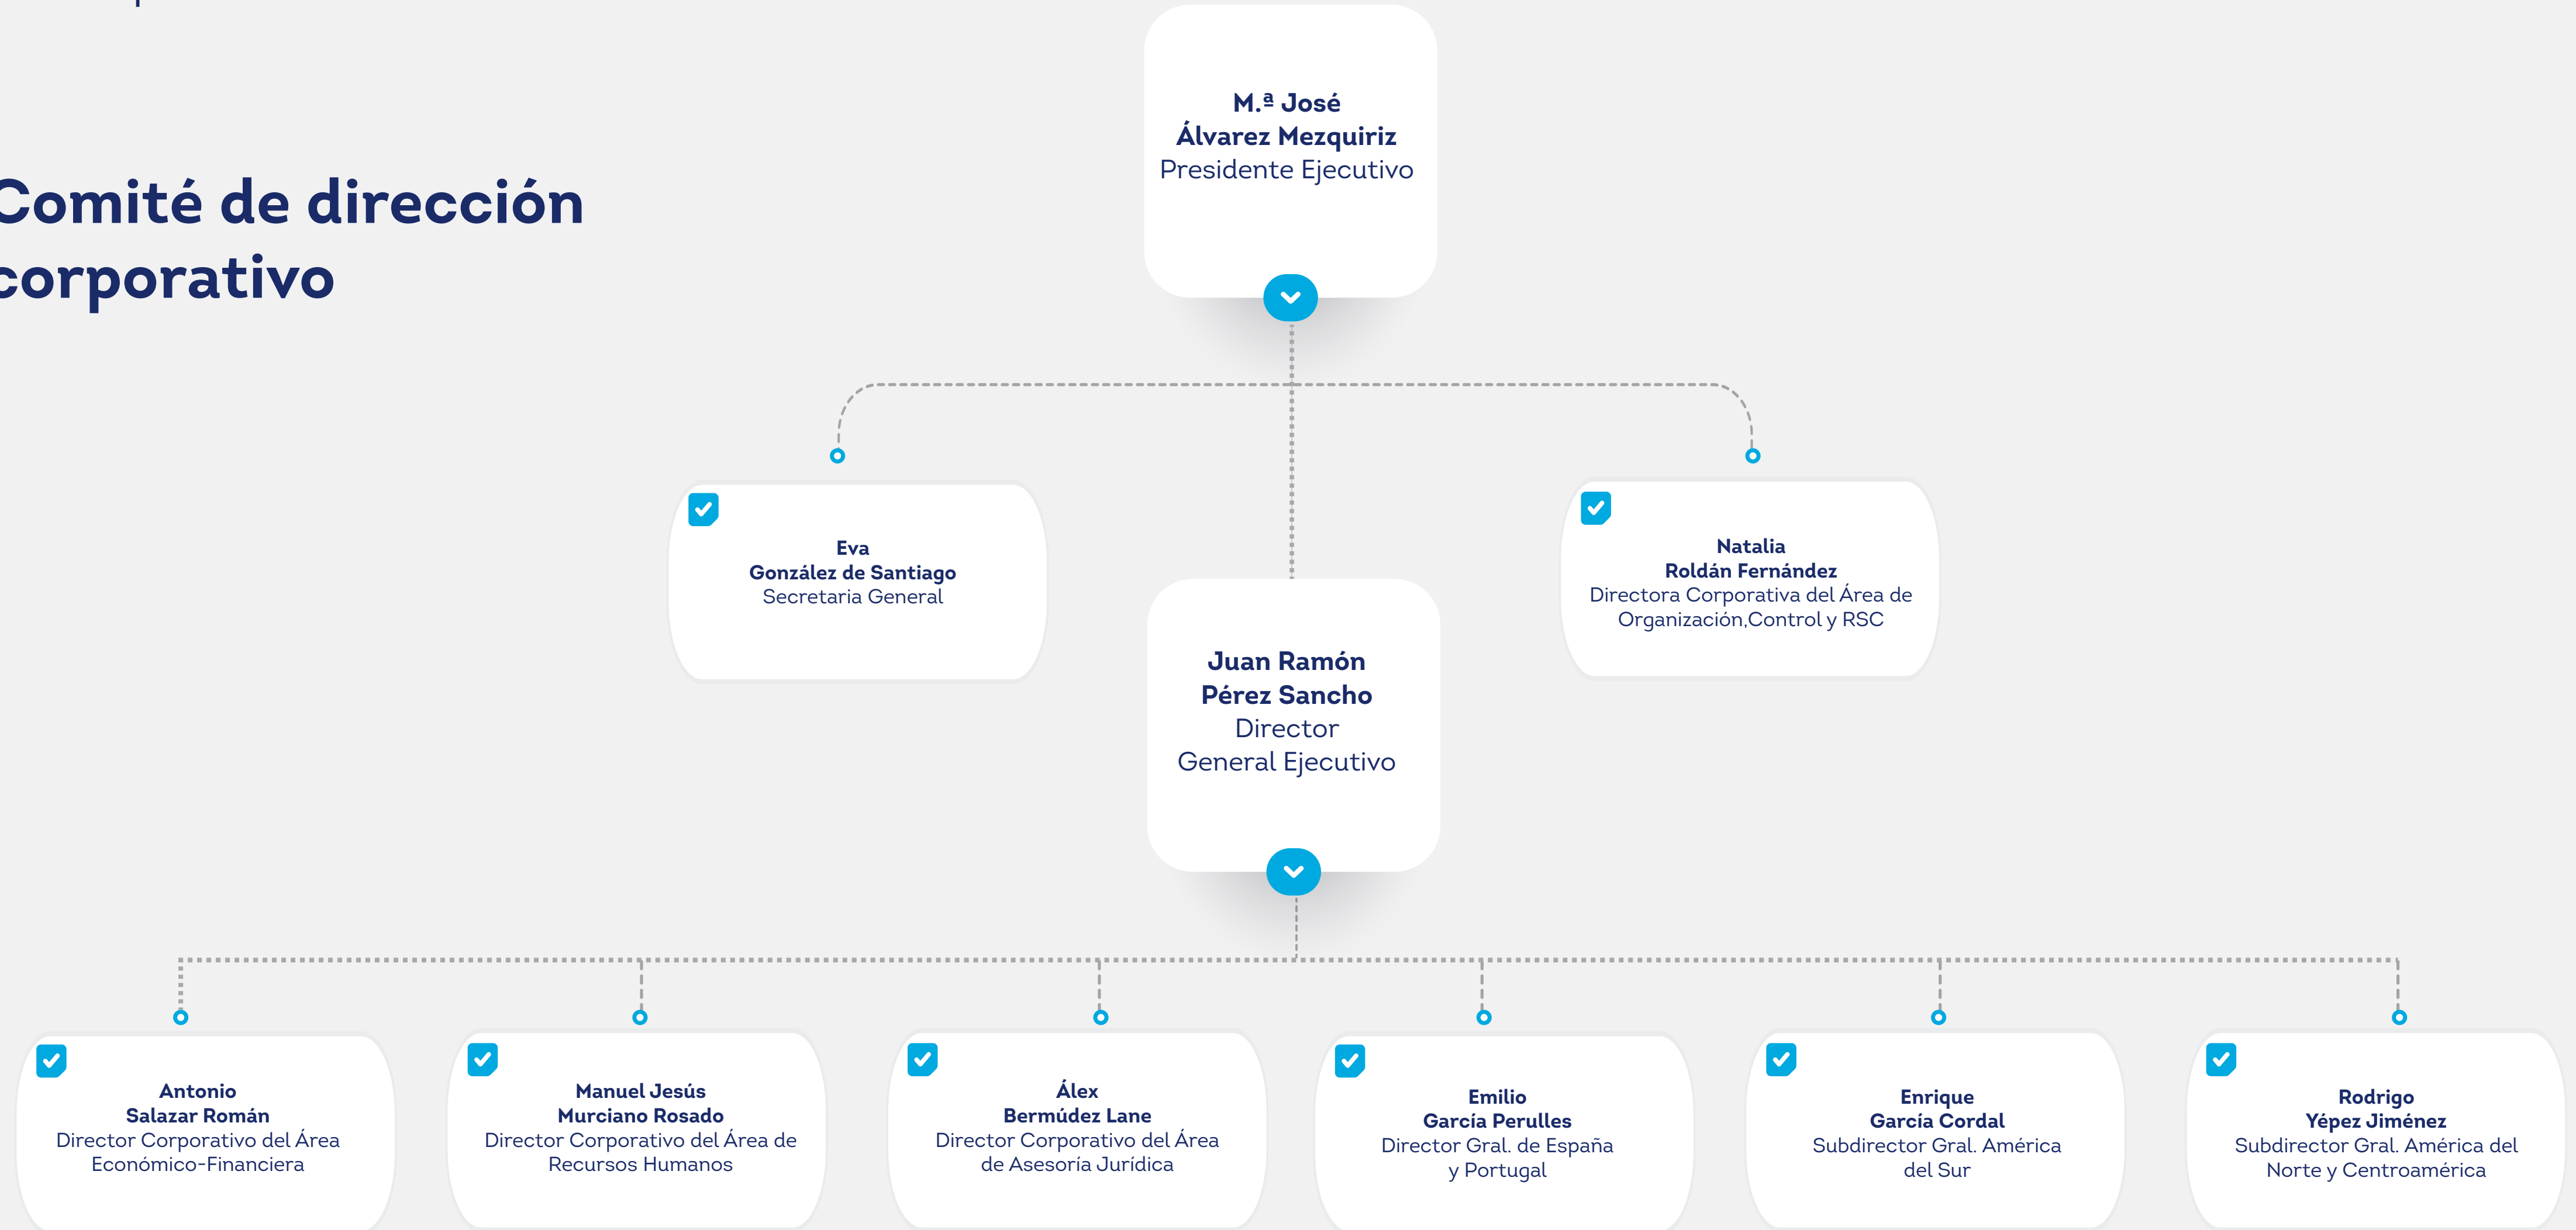 Comité de dirección
corporativo
M.ª José
Álvarez Mezquiriz
Presidente Ejecutivo
Eva
González de Santiago
Secretaria General
Natalia
Roldán Fernández
Directora Corporativa del Área de
Organización,Control y RSC
Juan Ramón
Pérez Sancho
Director
General Ejecutivo
Antonio
Salazar Román
Director Corporativo del Área
Económico-Financiera
Manuel Jesús
Murciano Rosado
Director Corporativo del Área de
Recursos Humanos
Álex
Bermúdez Lane
Director Corporativo del Área
de Asesoría Jurídica
Emilio
García Perulles
Director Gral. de España
y Portugal
Enrique
García Cordal
Subdirector Gral. América
del Sur
Rodrigo
Yépez Jiménez
Subdirector Gral. América del
Norte y Centroamérica